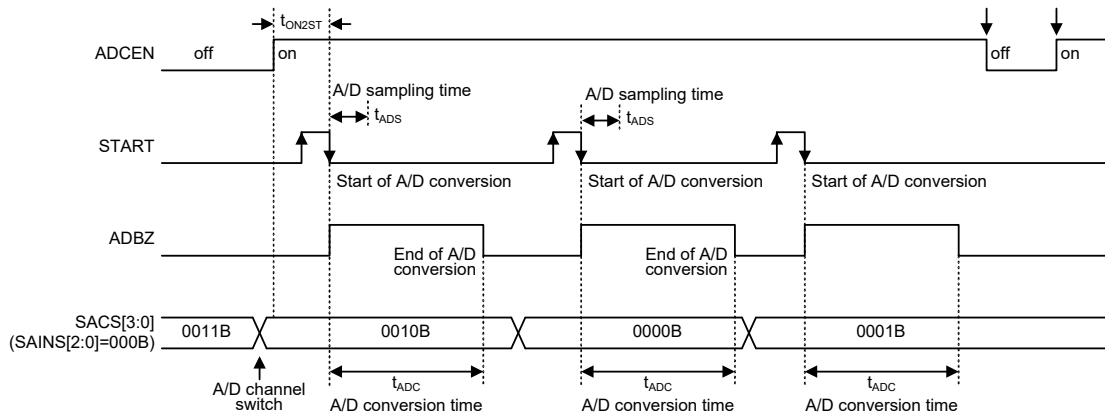 tON2ST
ADCEN off on off on
A/D sampling time A/D sampling time
tADS tADS
START
Start of A/D conversion Start of A/D conversion Start of A/D conversion
ADBZ
End of A/D conversion End of A/D conversion
SACS[3:0]
(SAINS[2:0]=000B)
0011B 0010B 0000B 0001B
A/D channel
switch
tADC tADC tADC
A/D conversion time A/D conversion time A/D conversion time